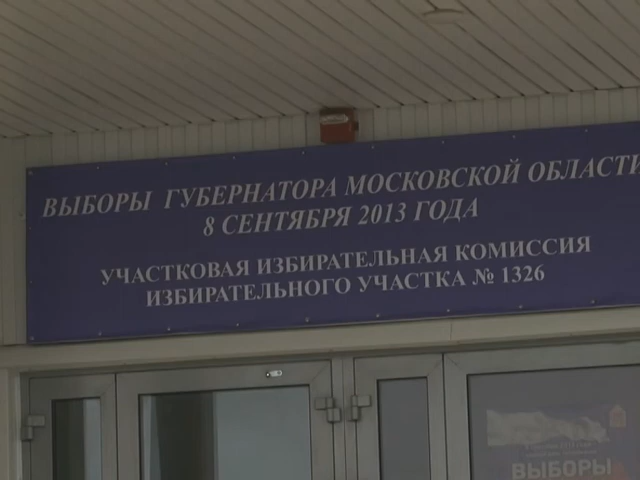 ВЫБОРЫ ГУБЕРНАТОРА МОСКОВСКОЙ ОБЛАСТИ
8 СЕНТЯБРЯ 2013 ГОДА
УЧАСТКОВАЯ ИЗБИРАТЕЛЬНАЯ КОМИССИЯ
ИЗБИРАТЕЛЬНОГО УЧАСТКА № 1326
ВЫБОРЫ